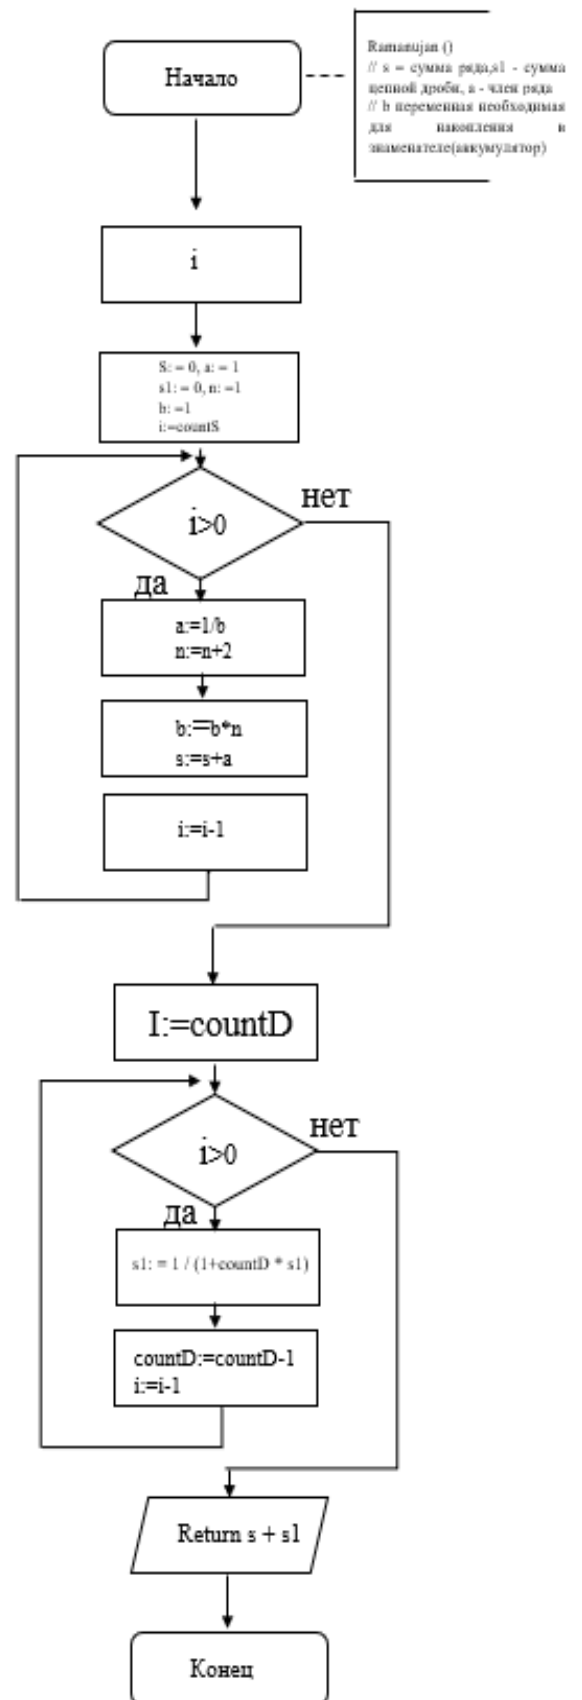 Начало
Ramanujan ()
// s = сумма ряда,s1 - сумма
цепной дроби, а - член ряда
// b переменная необходимая
для накопления в
знаменателе(аккумулятор)
i
S: = 0, a: = 1
s1: = 0, n: =1
b: =1
i:=countS
i>0
нет
да
a:=1/b
n:=n+2
b:=b*n
s:=s+a
i:=i-1
I:=countD
i>0
нет
да
s1: = 1 / (1+countD * s1)
countD:=countD-1
i:=i-1
Return s + s1
Конец